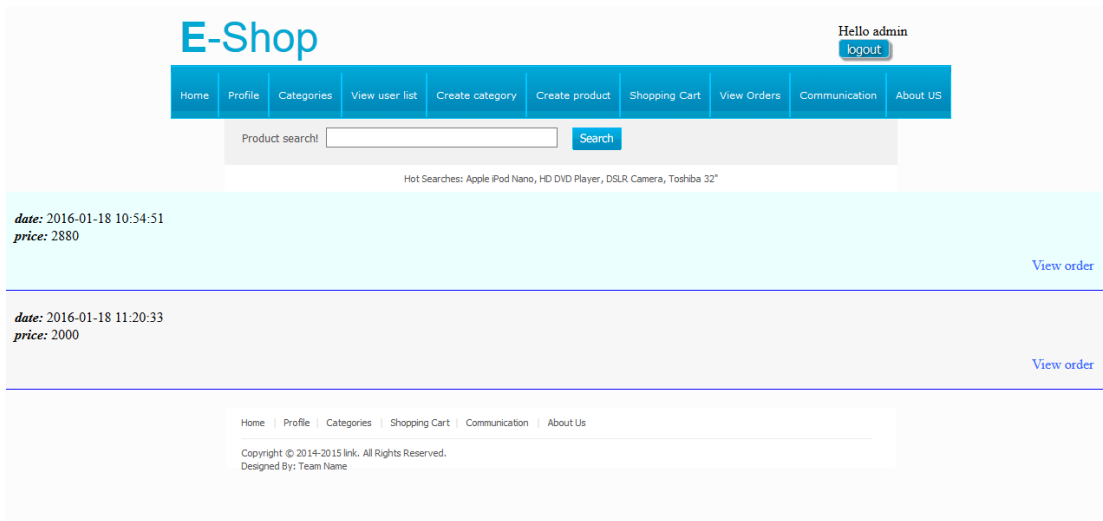 E-Shop
Hello admin
logout
Home Profile Categories View user list Create category Create product Shopping Cart View Orders Communication About US
Product search! Search
Hot Searches: Apple iPod Nano, HD DVD Player, DSLR Camera, Toshiba 32"
date: 2016-01-18 10:54:51
price: 2880
View order
date: 2016-01-18 11:20:33
price: 2000
View order
Home | Profile | Categories | Shopping Cart | Communication | About Us
Copyright © 2014-2015 link. All Rights Reserved.
Designed By: Team Name